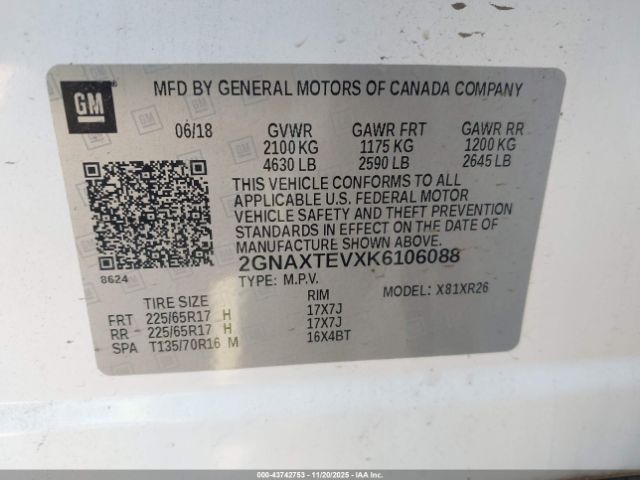 GM
MFD BY GENERAL MOTORS OF CANADA COMPANY
06/18 GVWR GAWR FRT GAWR RR
2100 KG 1175 KG 1200 KG
4630 LB 2590 LB 2645 LB
THIS VEHICLE CONFORMS TO ALL
APPLICABLE U.S. FEDERAL MOTOR
VEHICLE SAFETY AND THEFT PREVENTION
STANDARDS IN EFFECT ON THE DATE OF
MANUFACTURE SHOWN ABOVE.
2GNAXTEVXK6106088
8624 TYPE: M.P.V. MODEL: X81XR26
TIRE SIZE RIM
FRT 225/65R17 H 17X7J
RR 225/65R17 H 17X7J
SPA T135/70R16 M 16X4BT
000-43742753 - 11/20/2025 - IAAI.COM